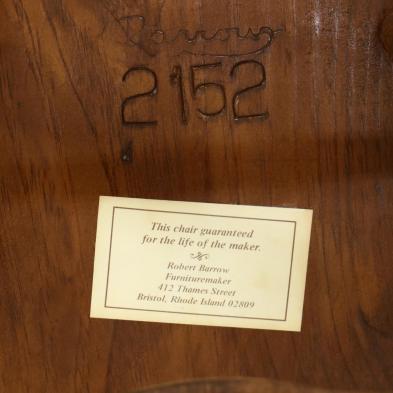 Barrow
2152
This chair guaranteed
for the life of the maker.
Robert Barrow
Furnituremaker
412 Thames Street
Bristol, Rhode Island 02809